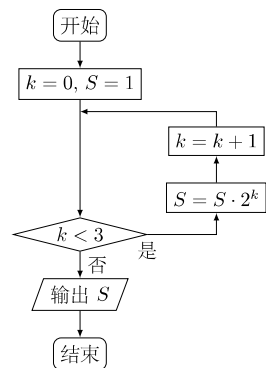 开始
k = 0, S = 1
k = k + 1
S = S · 2^k
k < 3
是
否
输出 S
结束